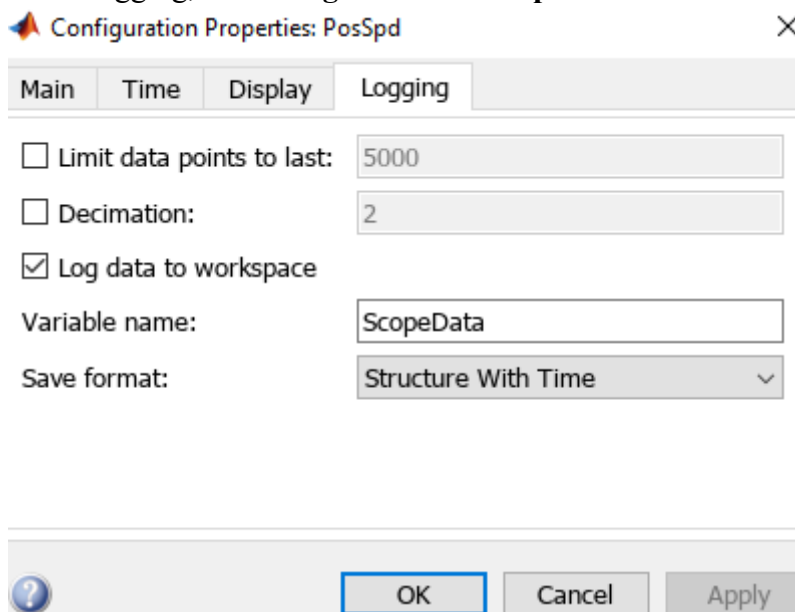 Configuration Properties: PosSpd
Main Time Display Logging
Limit data points to last: 5000
Decimation: 2
Log data to workspace
Variable name: ScopeData
Save format: Structure With Time
? OK Cancel Apply